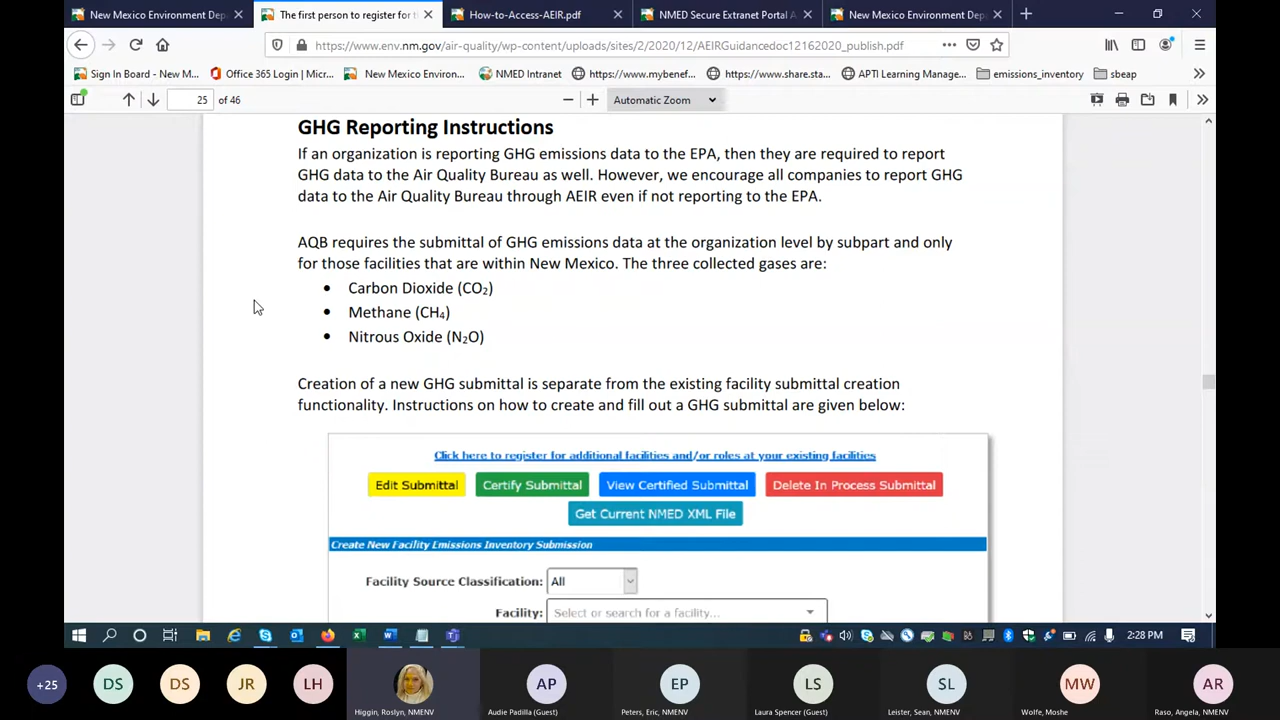 New Mexico Environment Dep
The first person to register for t
How-to-Access-AEIR.pdf
NMED Secure Extranet Portal A
New Mexico Environment Dep
https://www.env.nm.gov/air-quality/wp-content/uploads/sites/2/2020/12/AEIRGuidancedoc12162020_publish.pdf
Sign In Board - New M...
Office 365 Login | Micr...
New Mexico Environ...
NMED Intranet
https://www.mybenef...
https://www.share.sta...
APTI Learning Manage...
emissions_inventory
sbeap
25 of 46
Automatic Zoom
GHG Reporting Instructions
If an organization is reporting GHG emissions data to the EPA, then they are required to report
GHG data to the Air Quality Bureau as well. However, we encourage all companies to report GHG
data to the Air Quality Bureau through AEIR even if not reporting to the EPA.
AQB requires the submittal of GHG emissions data at the organization level by subpart and only
for those facilities that are within New Mexico. The three collected gases are:
• Carbon Dioxide (CO₂)
• Methane (CH₄)
• Nitrous Oxide (N₂O)
Creation of a new GHG submittal is separate from the existing facility submittal creation
functionality. Instructions on how to create and fill out a GHG submittal are given below:
Click here to register for additional facilities and/or roles at your existing facilities
Edit Submittal
Certify Submittal
View Certified Submittal
Delete In Process Submittal
Get Current NMED XML File
Create New Facility Emissions Inventory Submission
Facility Source Classification: All
Facility: Select or search for a facility...
2:28 PM
+25
DS
DS
JR
LH
AP
EP
LS
SL
MW
AR
Higgin, Roslyn, NMENV
Audie Padilla (Guest)
Peters, Eric, NMENV
Laura Spencer (Guest)
Leister, Sean, NMENV
Wolfe, Moshe
Raso, Angela, NMENV